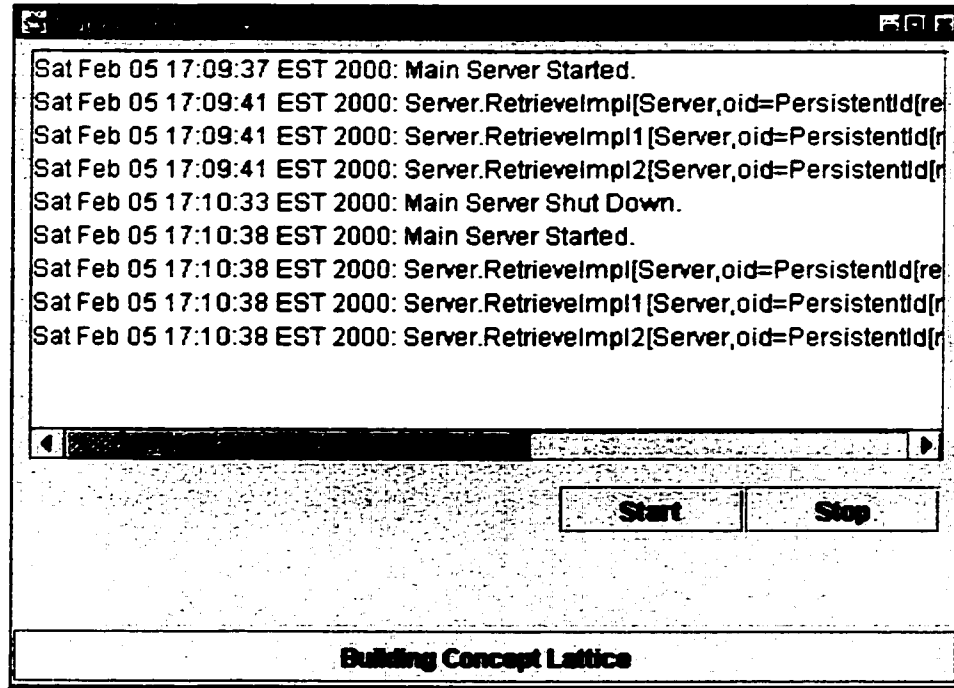 Sat Feb 05 17:09:37 EST 2000: Main Server Started.
Sat Feb 05 17:09:41 EST 2000: Server.RetrieveImpl[Server,oid=PersistentId[re
Sat Feb 05 17:09:41 EST 2000: Server.RetrieveImpl1[Server,oid=PersistentId[r
Sat Feb 05 17:09:41 EST 2000: Server.RetrieveImpl2[Server,oid=PersistentId[r
Sat Feb 05 17:10:33 EST 2000: Main Server Shut Down.
Sat Feb 05 17:10:38 EST 2000: Main Server Started.
Sat Feb 05 17:10:38 EST 2000: Server.RetrieveImpl[Server,oid=PersistentId[re
Sat Feb 05 17:10:38 EST 2000: Server.RetrieveImpl1[Server,oid=PersistentId[r
Sat Feb 05 17:10:38 EST 2000: Server.RetrieveImpl2[Server,oid=PersistentId[r
Start Stop
Building Concept Lattice